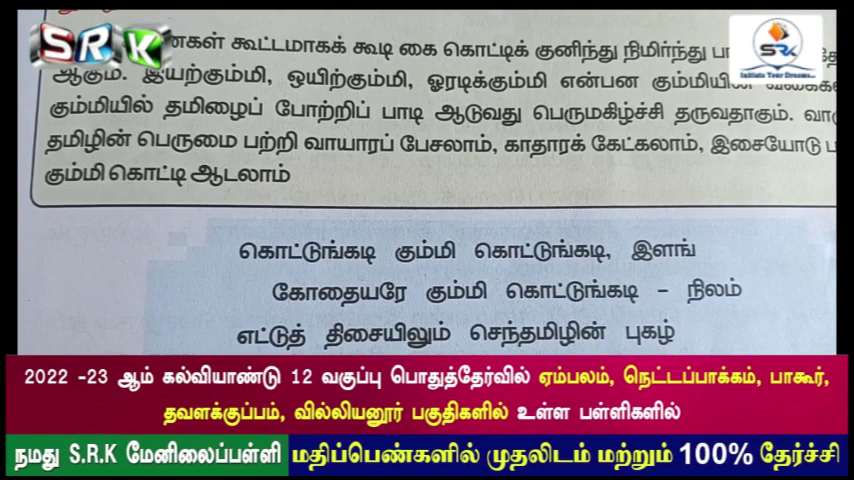 SRK
கூட்டமாகக் கூடி கை கொட்டிக் குனிந்து நிமிர்ந்து
SRK
Initiate Your Dreams...
ஆகும். இயற்கும்மி, ஒயிற்கும்மி, ஓரடிக்கும்மி என்பன கும்மியின்
கும்மியில் தமிழைப் போற்றிப் பாடி ஆடுவது பெருமகிழ்ச்சி தருவதாகும்.
தமிழின் பெருமை பற்றி வாயாரப் பேசலாம், காதாரக் கேட்கலாம், இசையோடு
கும்மி கொட்டி ஆடலாம்
கொட்டுங்கடி கும்மி கொட்டுங்கடி, இளங்
கோதையரே கும்மி கொட்டுங்கடி – நிலம்
எட்டுத் திசையிலும் செந்தமிழின் புகழ்
2022 -23 ஆம் கல்வியாண்டு 12 வகுப்பு பொதுத்தேர்வில் ஏம்பலம், நெட்டப்பாக்கம், பாகூர்,
தவளக்குப்பம், வில்லியனூர் பகுதிகளில் உள்ள பள்ளிகளில்
நமது S.R.K மேனிலைப்பள்ளி மதிப்பெண்களில் முதலிடம் மற்றும் 100% தேர்ச்சி